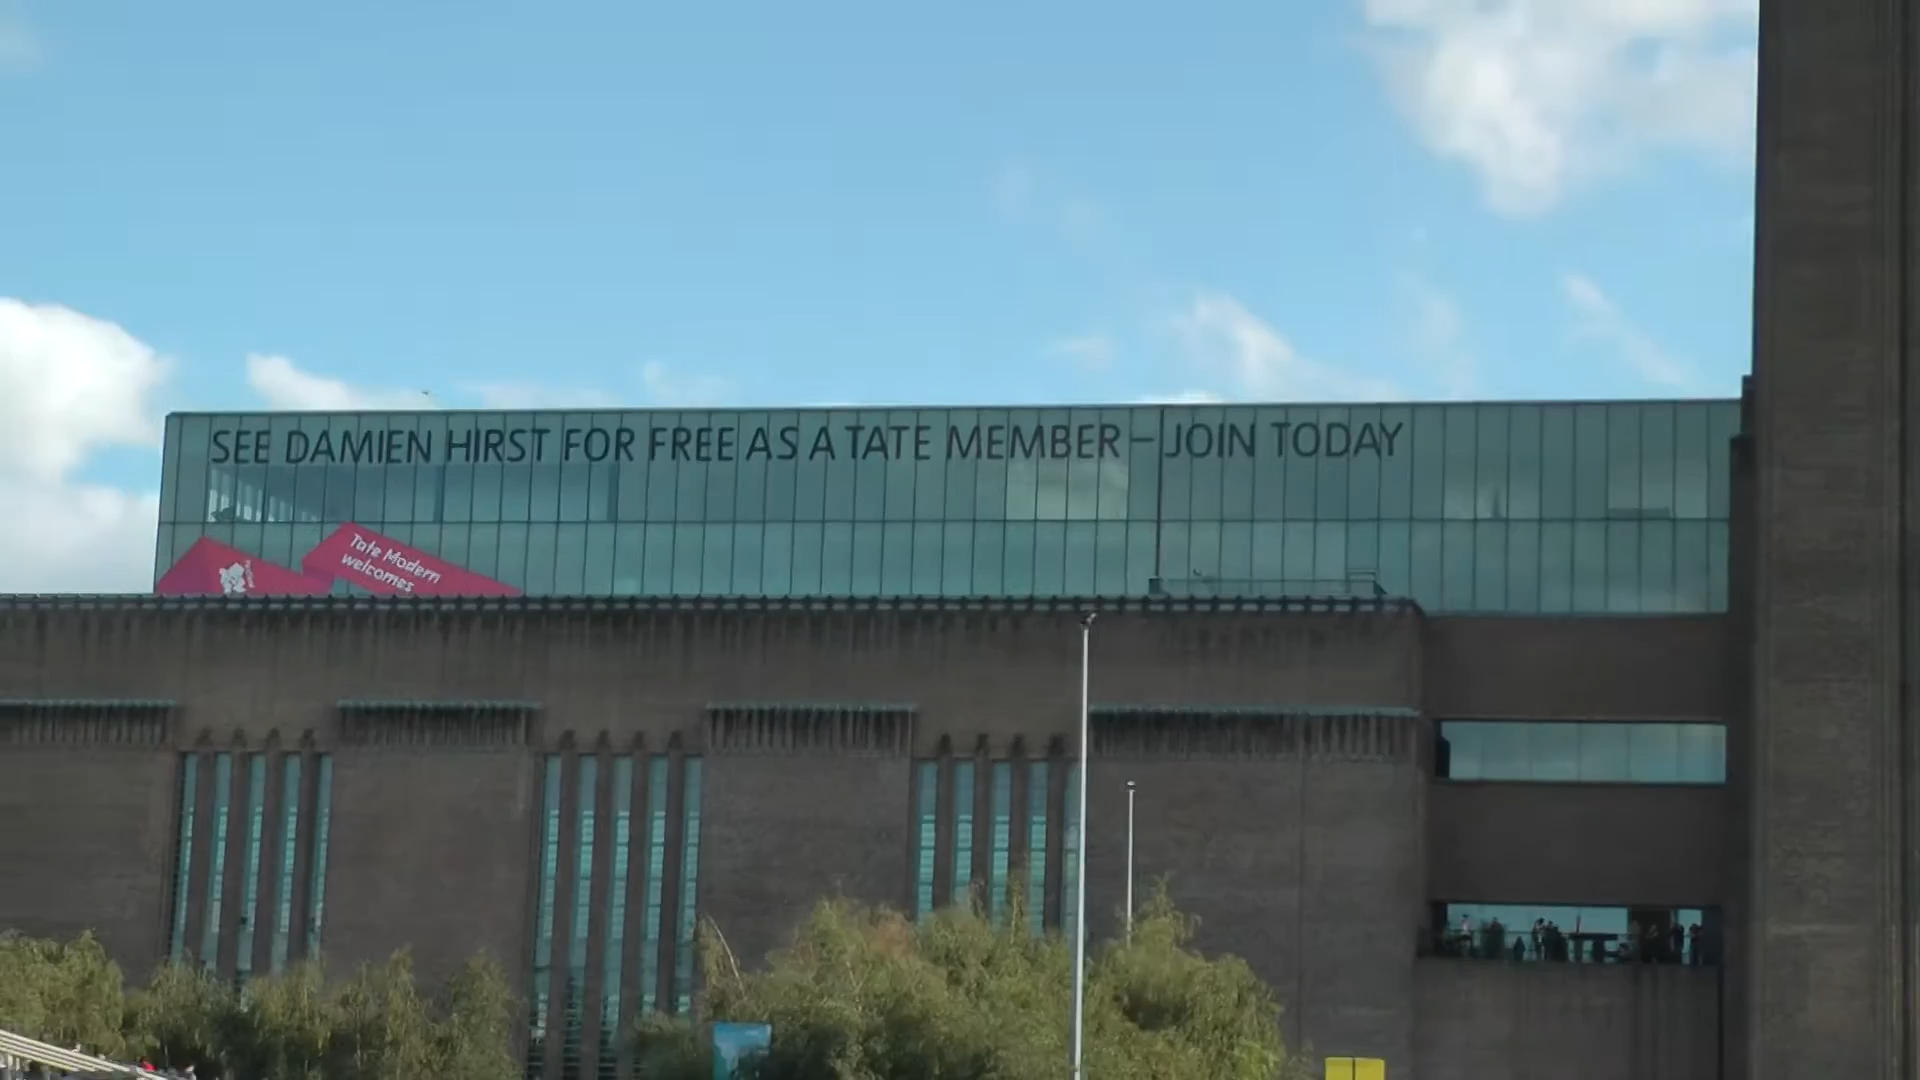 SEE DAMIEN HIRST FOR FREE AS A TATE MEMBER – JOIN TODAY
Tate Modern
welcomes